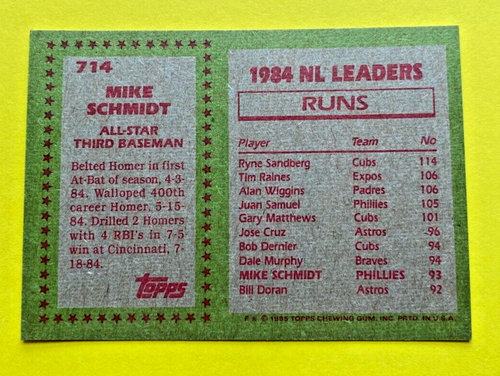 714
MIKE
SCHMIDT
ALL-STAR
THIRD BASEMAN
Belted Homer in first
At-Bat of season, 4-3-
84. Walloped 400th
career Homer, 5-15-
84. Drilled 2 Homers
with 4 RBI's in 7-5
win at Cincinnati, 7-
18-84.
TOPPS
1984 NL LEADERS
RUNS
Player Team No
Ryne Sandberg Cubs 114
Tim Raines Expos 106
Alan Wiggins Padres 106
Juan Samuel Phillies 105
Gary Matthews Cubs 101
Jose Cruz Astros -96
Bob Dernier Cubs 94
Dale Murphy Braves 94
MIKE SCHMIDT PHILLIES 93
Bill Doran Astros 92
© 1985 TOPPS CHEWING GUM, INC. PRTD. IN U.S.A.